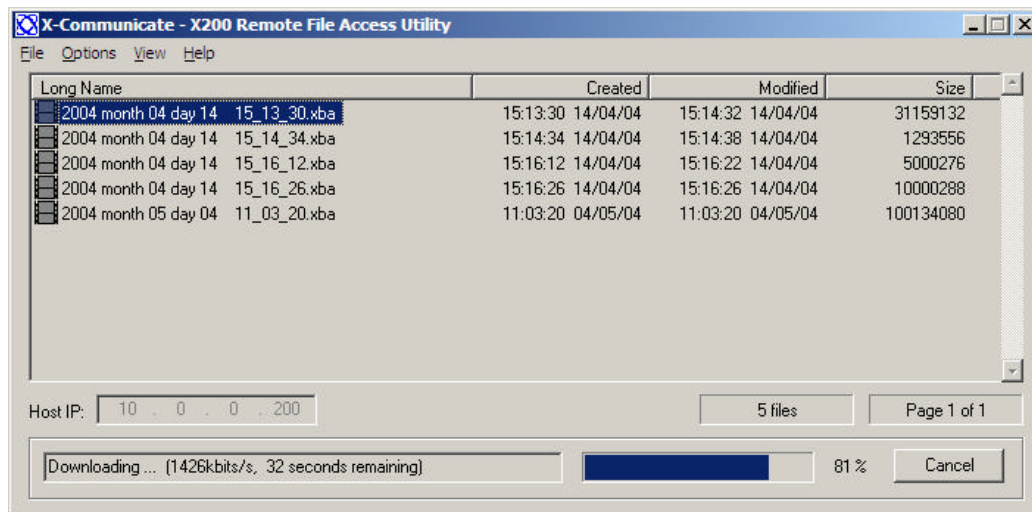 X-Communicate - X200 Remote File Access Utility
File Options View Help
Long Name Created Modified Size
2004 month 04 day 14 15_13_30.xba 15:13:30 14/04/04 15:14:32 14/04/04 31159132
2004 month 04 day 14 15_14_34.xba 15:14:34 14/04/04 15:14:38 14/04/04 1293556
2004 month 04 day 14 15_16_12.xba 15:16:12 14/04/04 15:16:22 14/04/04 5000276
2004 month 04 day 14 15_16_26.xba 15:16:26 14/04/04 15:16:26 14/04/04 10000288
2004 month 05 day 04 11_03_20.xba 11:03:20 04/05/04 11:03:20 04/05/04 100134080
Host IP: 10 . 0 . 0 . 200 5 files Page 1 of 1
Downloading ... (1426kbits/s, 32 seconds remaining) 81 % Cancel